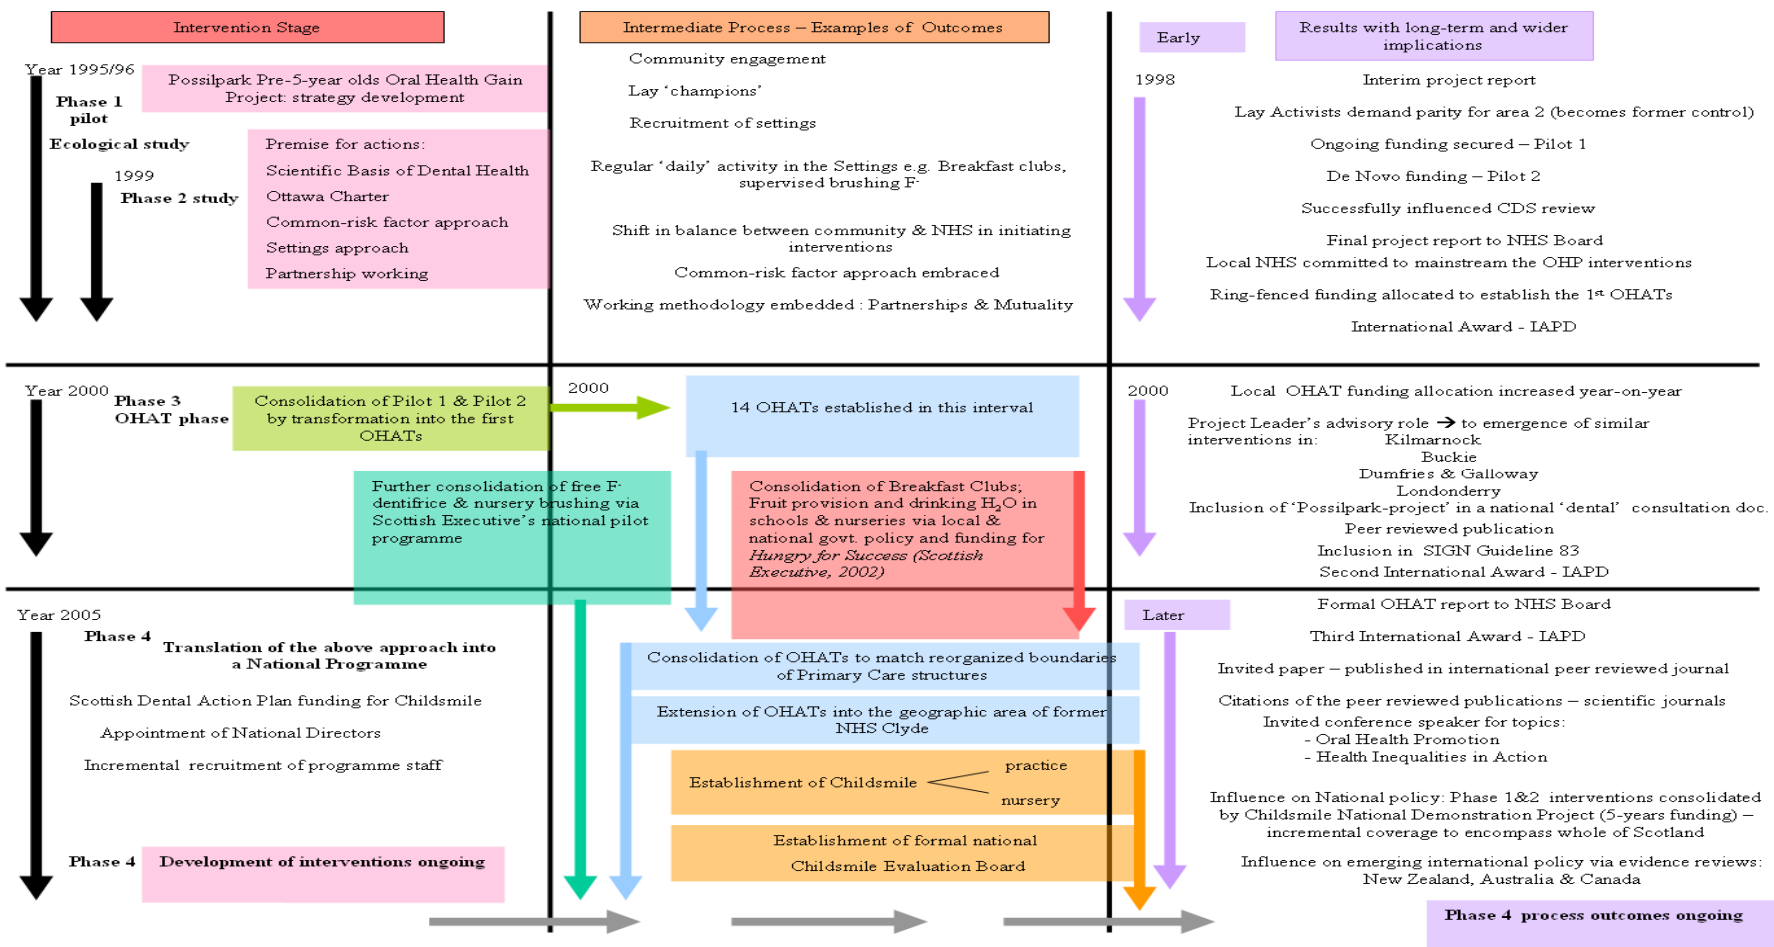 Intervention Stage
Intermediate Process – Examples of Outcomes
Early
Results with long-term and wider
implications
Year 1995/96
Phase 1
pilot
Ecological study
1999
Phase 2 study
Possilpark Pre-5-year olds Oral Health Gain
Project: strategy development
Premise for actions:
Scientific Basis of Dental Health
Ottawa Charter
Common-risk factor approach
Settings approach
Partnership working
Community engagement
Lay ‘champions’
Recruitment of settings
Regular ‘daily’ activity in the Settings e.g. Breakfast clubs,
supervised brushing F-
Shift in balance between community & NHS in initiating
interventions
Common-risk factor approach embraced
Working methodology embedded : Partnerships & Mutuality
1998
Interim project report
Lay Activists demand parity for area 2 (becomes former control)
Ongoing funding secured – Pilot 1
De Novo funding – Pilot 2
Successfully influenced CDS review
Final project report to NHS Board
Local NHS committed to mainstream the OHP interventions
Ring-fenced funding allocated to establish the 1st OHATs
International Award - IAPD
Year 2000
Phase 3
OHAT phase
Consolidation of Pilot 1 & Pilot 2
by transformation into the first
OHATs
2000
14 OHATs established in this interval
Further consolidation of free F-
dentifrice & nursery brushing via
Scottish Executive’s national pilot
programme
Consolidation of Breakfast Clubs;
Fruit provision and drinking H₂O in
schools & nurseries via local &
national govt. policy and funding for
Hungry for Success (Scottish
Executive, 2002)
2000
Local OHAT funding allocation increased year-on-year
Project Leader’s advisory role → to emergence of similar
interventions in: Kilmarnock
Buckie
Dumfries & Galloway
Londonderry
Inclusion of ‘Possilpark-project’ in a national ‘dental’ consultation doc.
Peer reviewed publication
Inclusion in SIGN Guideline 83
Second International Award - IAPD
Year 2005
Phase 4
Translation of the above approach into
a National Programme
Scottish Dental Action Plan funding for Childsmile
Appointment of National Directors
Incremental recruitment of programme staff
Phase 4
Development of interventions ongoing
Consolidation of OHATs to match reorganized boundaries
of Primary Care structures
Extension of OHATs into the geographic area of former
NHS Clyde
Establishment of Childsmile
practice
nursery
Establishment of formal national
Childsmile Evaluation Board
Later
Formal OHAT report to NHS Board
Third International Award - IAPD
Invited paper – published in international peer reviewed journal
Citations of the peer reviewed publications – scientific journals
Invited conference speaker for topics:
- Oral Health Promotion
- Health Inequalities in Action
Influence on National policy: Phase 1&2 interventions consolidated
by Childsmile National Demonstration Project (5-years funding) –
incremental coverage to encompass whole of Scotland
Influence on emerging international policy via evidence reviews:
New Zealand, Australia & Canada
Phase 4 process outcomes ongoing